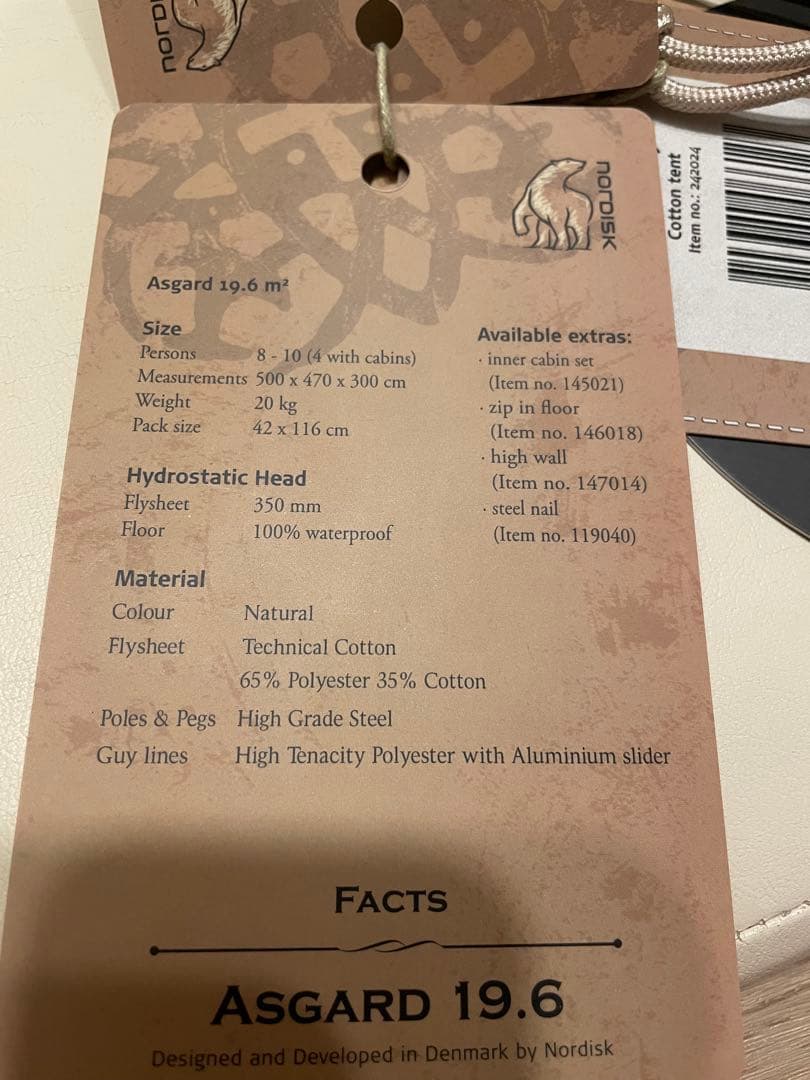 NORDISK
Cotton tent
Item no.: 242024
NORDISK
Asgard 19.6 m²
Size
Persons 8 - 10 (4 with cabins)
Measurements 500 x 470 x 300 cm
Weight 20 kg
Pack size 42 x 116 cm
Hydrostatic Head
Flysheet 350 mm
Floor 100% waterproof
Available extras:
· inner cabin set
(Item no. 145021)
· zip in floor
(Item no. 146018)
· high wall
(Item no. 147014)
· steel nail
(Item no. 119040)
Material
Colour Natural
Flysheet Technical Cotton
65% Polyester 35% Cotton
Poles & Pegs High Grade Steel
Guy lines High Tenacity Polyester with Aluminium slider
FACTS
ASGARD 19.6
Designed and Developed in Denmark by Nordisk